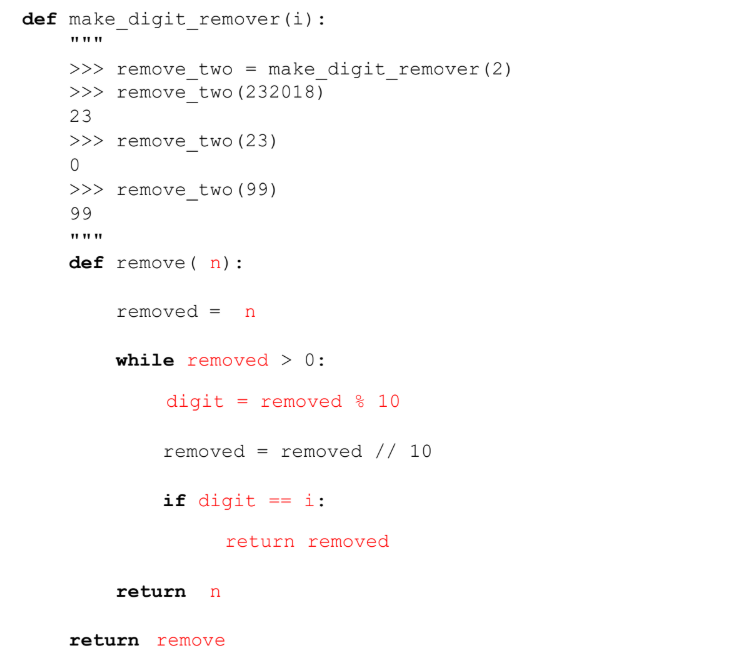 def make_digit_remover(i):
    """
    >>> remove_two = make_digit_remover(2)
    >>> remove_two(232018)
    23
    >>> remove_two(23)
    0
    >>> remove_two(99)
    99
    """
    def remove( n):
        removed =  n
        while removed > 0:
            digit = removed % 10
            removed = removed // 10
            if digit == i:
                return removed
        return  n
    return remove